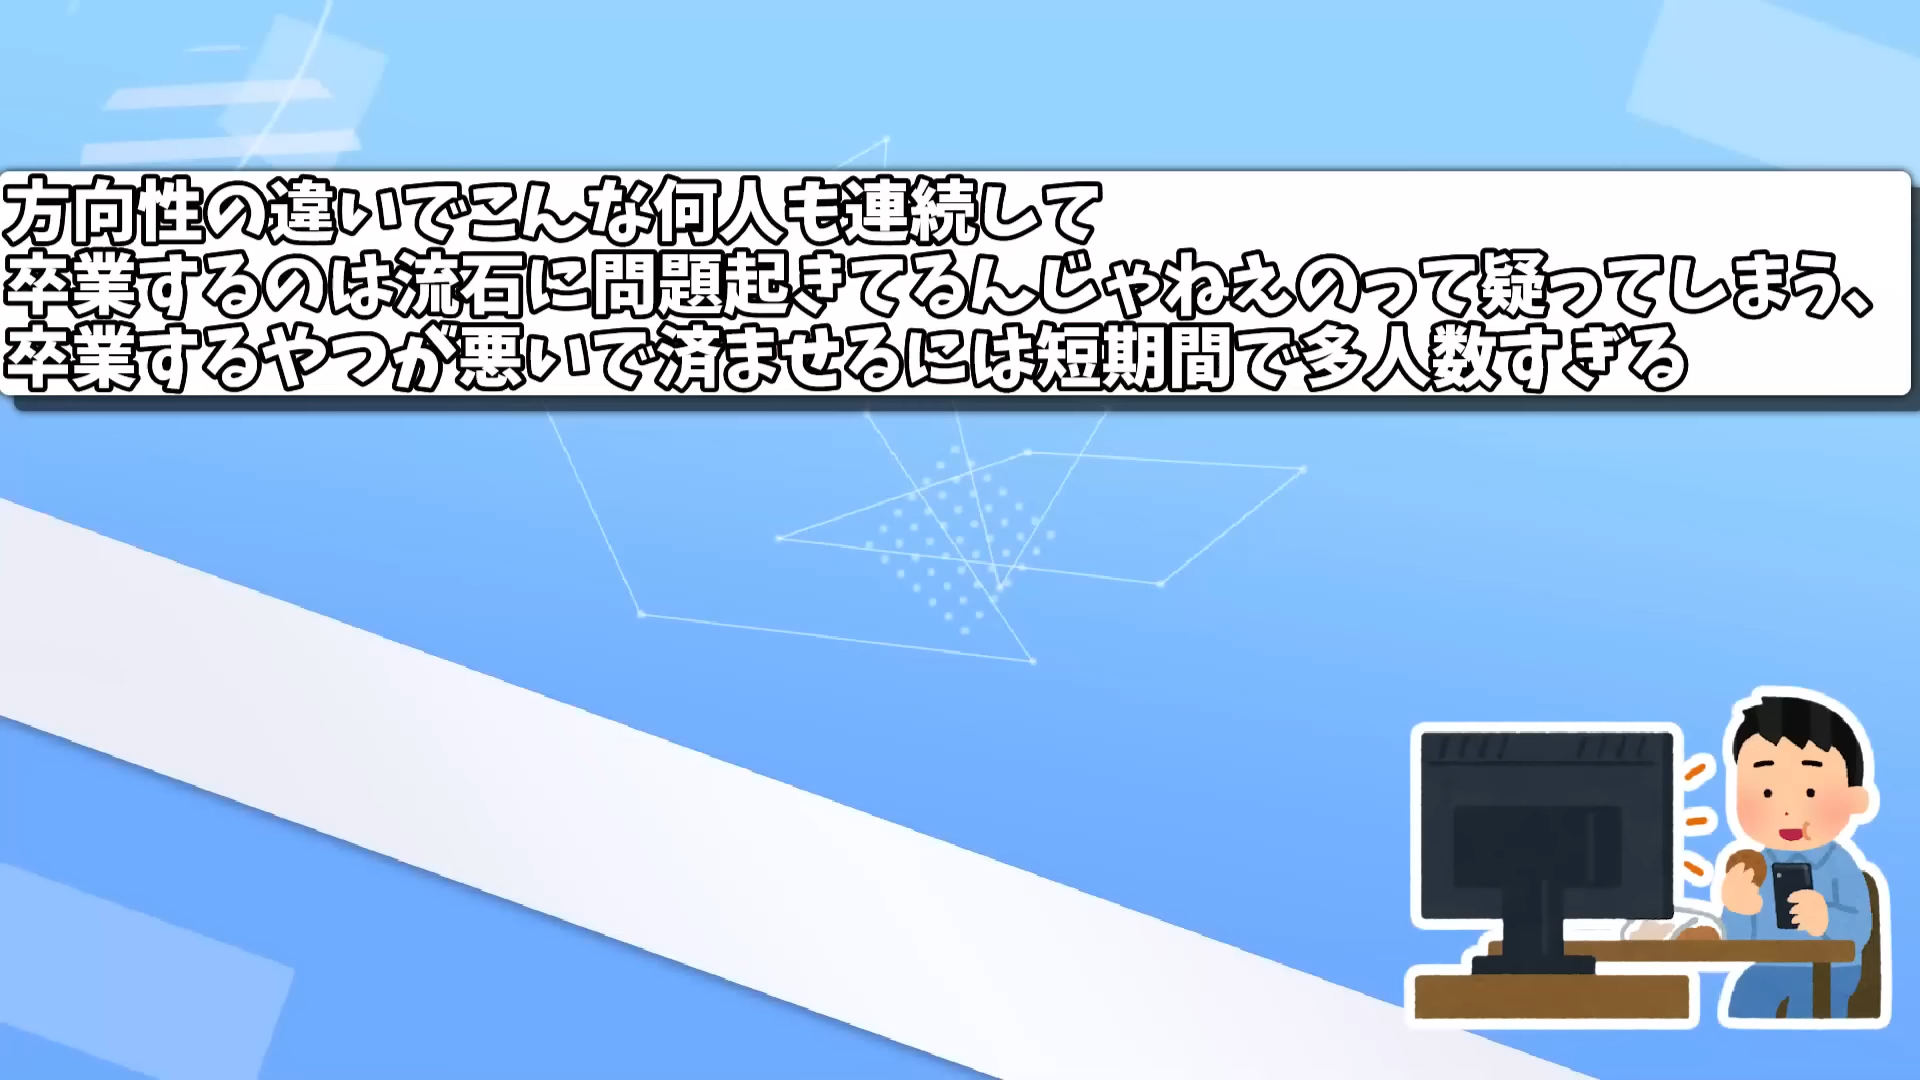 方向性の違いでこんな何人も連続して
卒業するのは流石に問題起きてるんじゃねえのって疑ってしまう、
卒業するやつが悪いで済ませるには短期間で多人数すぎる